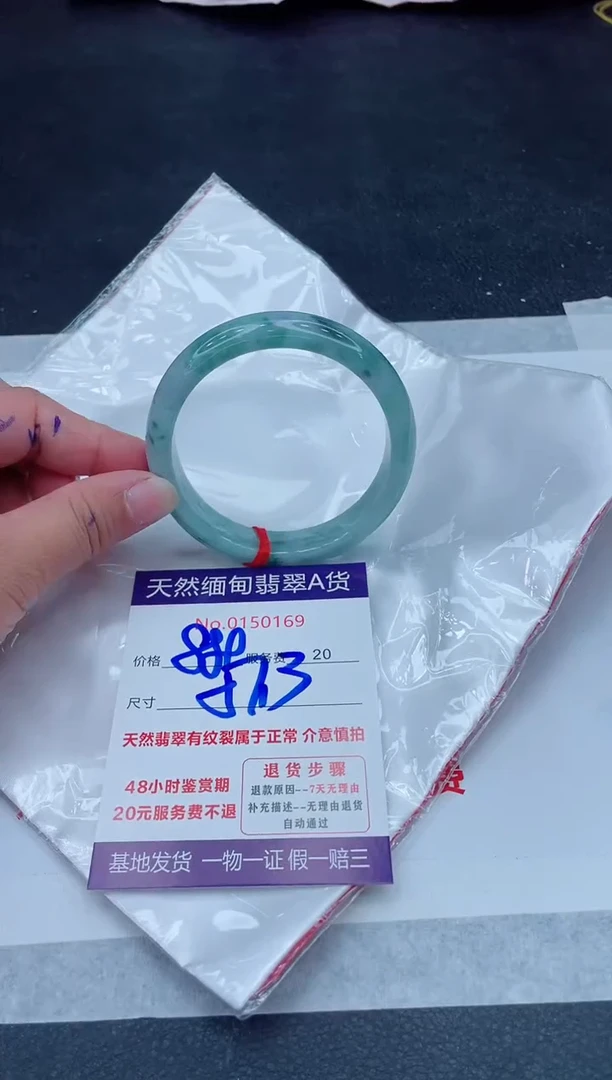 天然缅甸翡翠A货
No.0150169
价格 服务费 20
尺寸
天然翡翠有纹裂属于正常 介意慎拍
48小时鉴赏期
20元服务费不退
退货步骤
退款原因--7天无理由
补充描述--无理由退货
自动通过
基地发货 一物一证 假一赔三
费